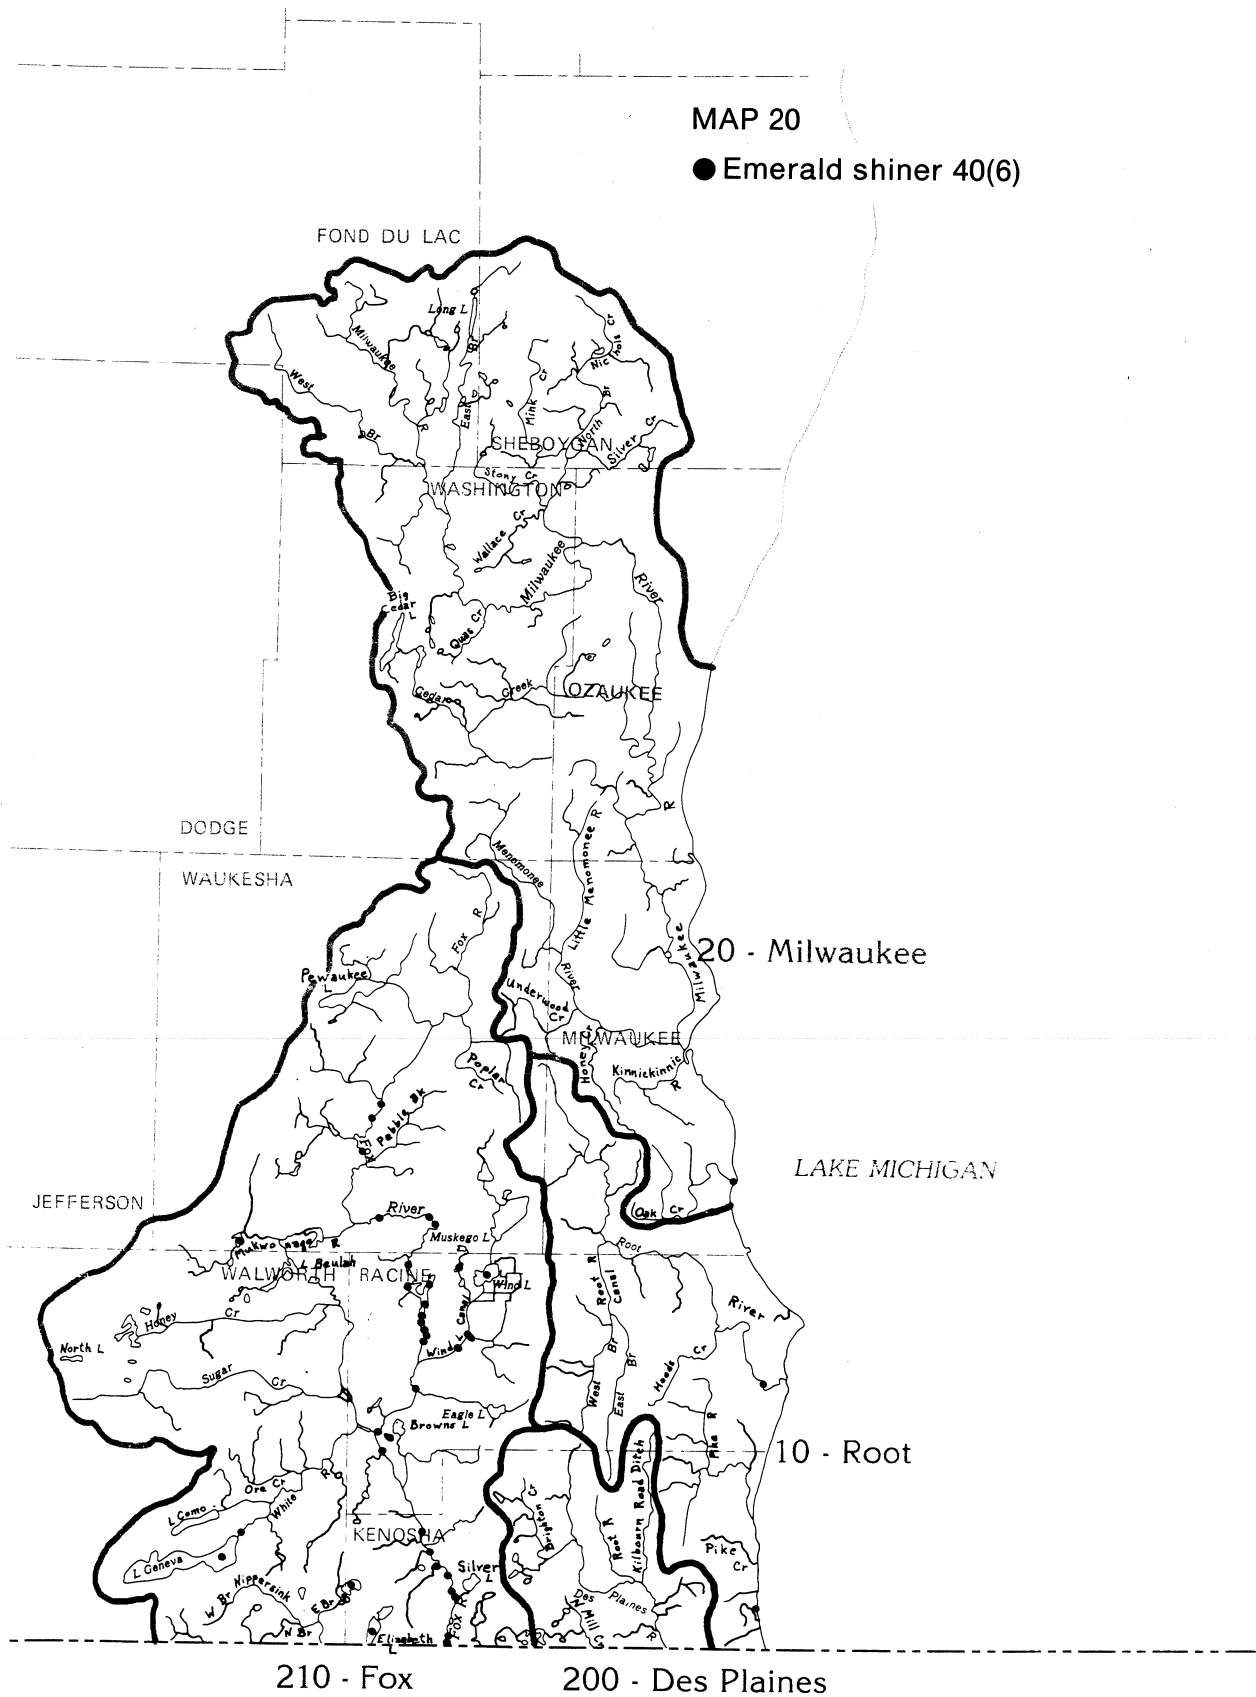 MAP 20
● Emerald shiner 40(6)
FOND DU LAC
Long L
Milwaukee
R
West
Br
East
Br
Mink
Cr
Nichols Cr
North
Br
Silver Cr
SHEBOYGAN
Stony Cr
WASHINGTON
Wallace
Cr
Milwaukee
River
Big
Cedar
L
Quas Cr
Cedar
Creek
OZAUKEE
R
DODGE
WAUKESHA
Menomonee
River
Little Menomonee R
Fox R
Milwaukee
20 - Milwaukee
Pewaukee
L
Underwood
Cr
MILWAUKEE
Honey
Kinnickinnic
R
Poplar
Cr
Pebble Bk
Fox
LAKE MICHIGAN
JEFFERSON
River
Oak Cr
Muskego L
Mukwonago R
L Beulah
Root
WALWORTH
RACINE
Wind L
Root
Canal
R
River
Honey
Cr
Canal
Wind L
North L
Hoods
Cr
Sugar
Cr
West
Br
East
Br
Eagle L
Browns L
Pike R
10 - Root
Ore Cr
R
White
L Como
Brighton
Cr
Root R
Kilbourn Road Ditch
KENOSHA
Pike
Cr
L Geneva
Silver
L
Nippersink
W Br
E Br
N Br
Des
Plaines
R
N Mill
Cr
Fox R
Elizabeth
L
210 - Fox
200 - Des Plaines